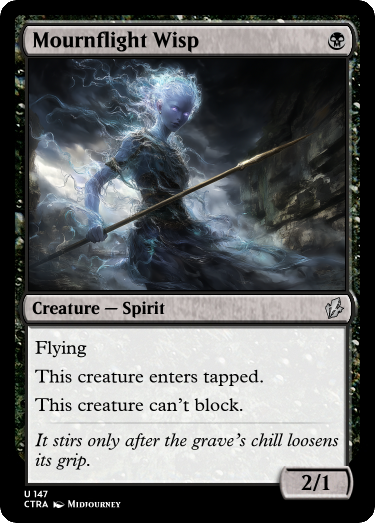 Mournflight Wisp
Creature — Spirit
Flying
This creature enters tapped.
This creature can't block.
It stirs only after the grave's chill loosens
its grip.
2/1
U 147
CTRA Midjourney